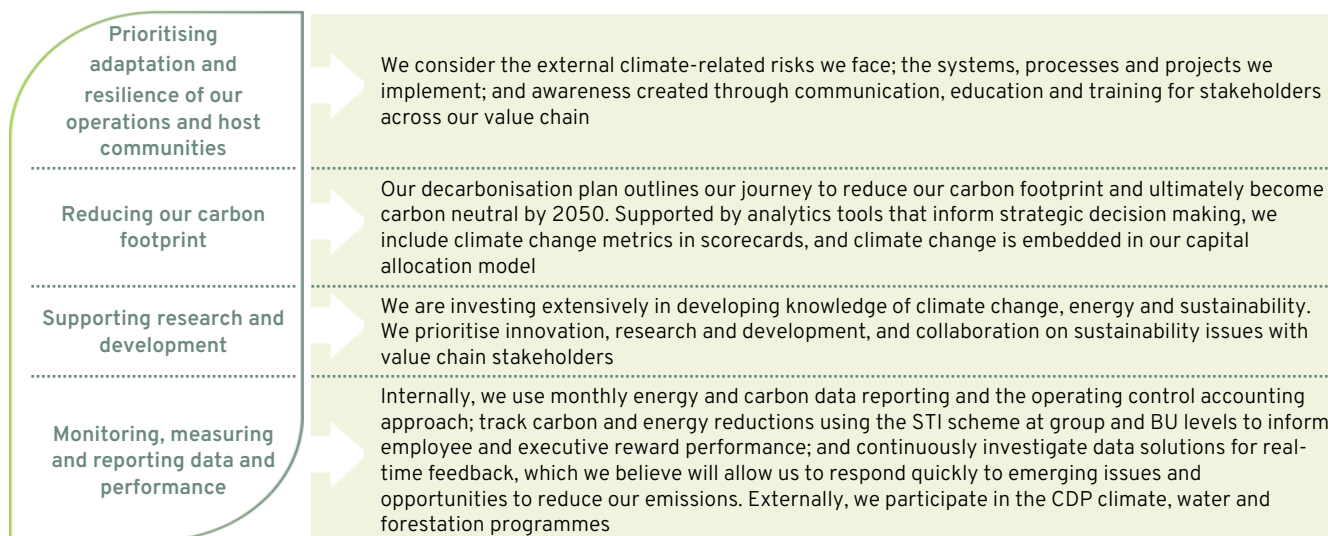 Prioritising
adaptation and
resilience of our
operations and host
communities
We consider the external climate-related risks we face; the systems, processes and projects we
implement; and awareness created through communication, education and training for stakeholders
across our value chain
Reducing our carbon
footprint
Our decarbonisation plan outlines our journey to reduce our carbon footprint and ultimately become
carbon neutral by 2050. Supported by analytics tools that inform strategic decision making, we
include climate change metrics in scorecards, and climate change is embedded in our capital
allocation model
Supporting research and
development
We are investing extensively in developing knowledge of climate change, energy and sustainability.
We prioritise innovation, research and development, and collaboration on sustainability issues with
value chain stakeholders
Monitoring, measuring
and reporting data and
performance
Internally, we use monthly energy and carbon data reporting and the operating control accounting
approach; track carbon and energy reductions using the STI scheme at group and BU levels to inform
employee and executive reward performance; and continuously investigate data solutions for real-
time feedback, which we believe will allow us to respond quickly to emerging issues and
opportunities to reduce our emissions. Externally, we participate in the CDP climate, water and
forestation programmes